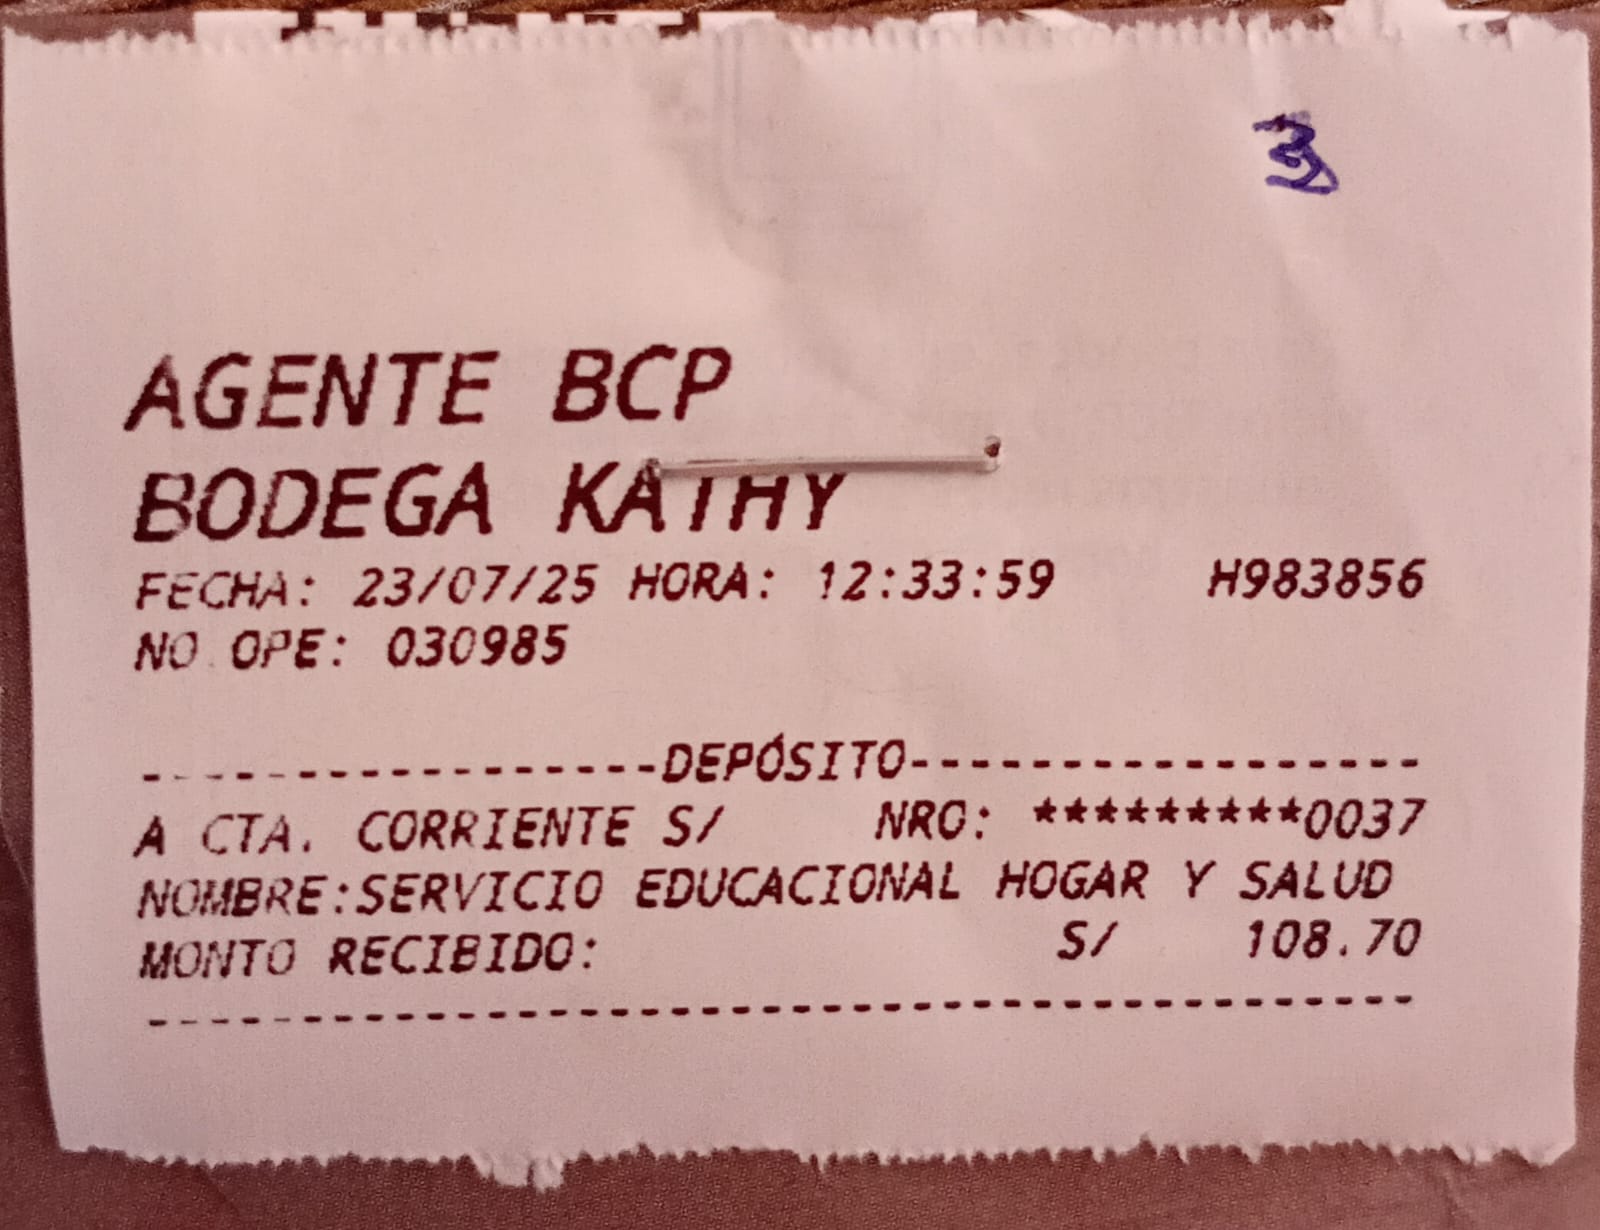 3
AGENTE BCP
BODEGA KATHY
FECHA: 23/07/25 HORA: 12:33:59 H983856
NO OPE: 030985
-----------------DEPÓSITO-----------------
A CTA. CORRIENTE S/ NRO: *********0037
NOMBRE:SERVICIO EDUCACIONAL HOGAR Y SALUD
MONTO RECIBIDO: S/ 108.70
------------------------------------------